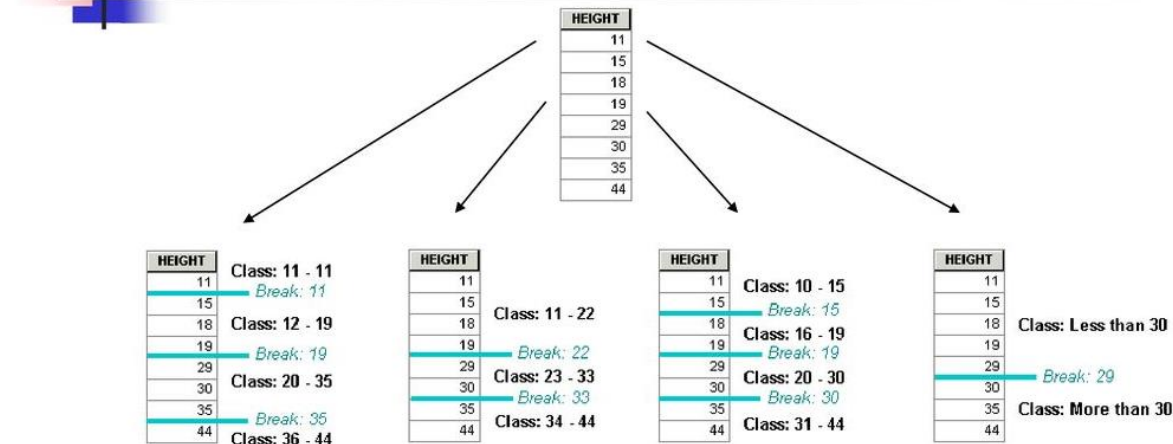 HEIGHT
11
15
18
19
29
30
35
44
HEIGHT
11
15
18
19
29
30
35
44
Class: 11 - 11
Break: 11
Class: 12 - 19
Break: 19
Class: 20 - 35
Break: 35
Class: 36 - 44
HEIGHT
11
15
18
19
29
30
35
44
Class: 11 - 22
Break: 22
Class: 23 - 33
Break: 33
Class: 34 - 44
HEIGHT
11
15
18
19
29
30
35
44
Class: 10 - 15
Break: 15
Class: 16 - 19
Break: 19
Class: 20 - 30
Break: 30
Class: 31 - 44
HEIGHT
11
15
18
19
29
30
35
44
Class: Less than 30
Break: 29
Class: More than 30